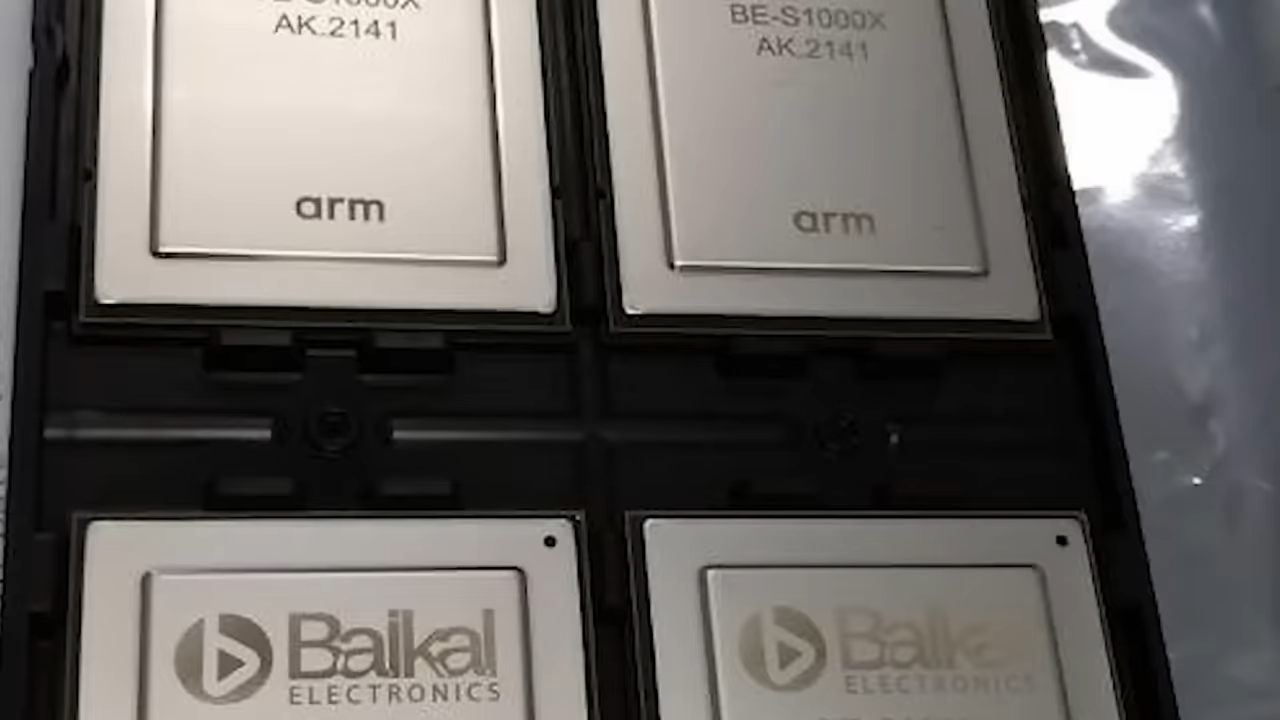 AK.2141
arm
BE-S1000X
AK.2141
arm
Baikal
ELECTRONICS
Baikal
ELECTRONICS